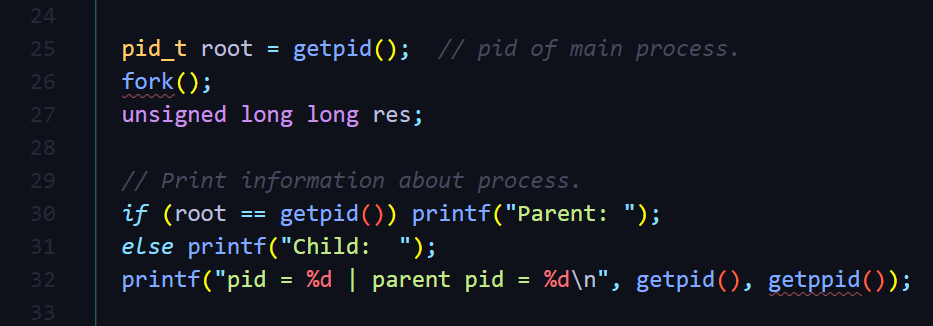 24
25 pid_t root = getpid();  // pid of main process.
26 fork();
27 unsigned long long res;
28
29 // Print information about process.
30 if (root == getpid()) printf("Parent: ");
31 else printf("Child:  ");
32 printf("pid = %d | parent pid = %d\n", getpid(), getppid());
33